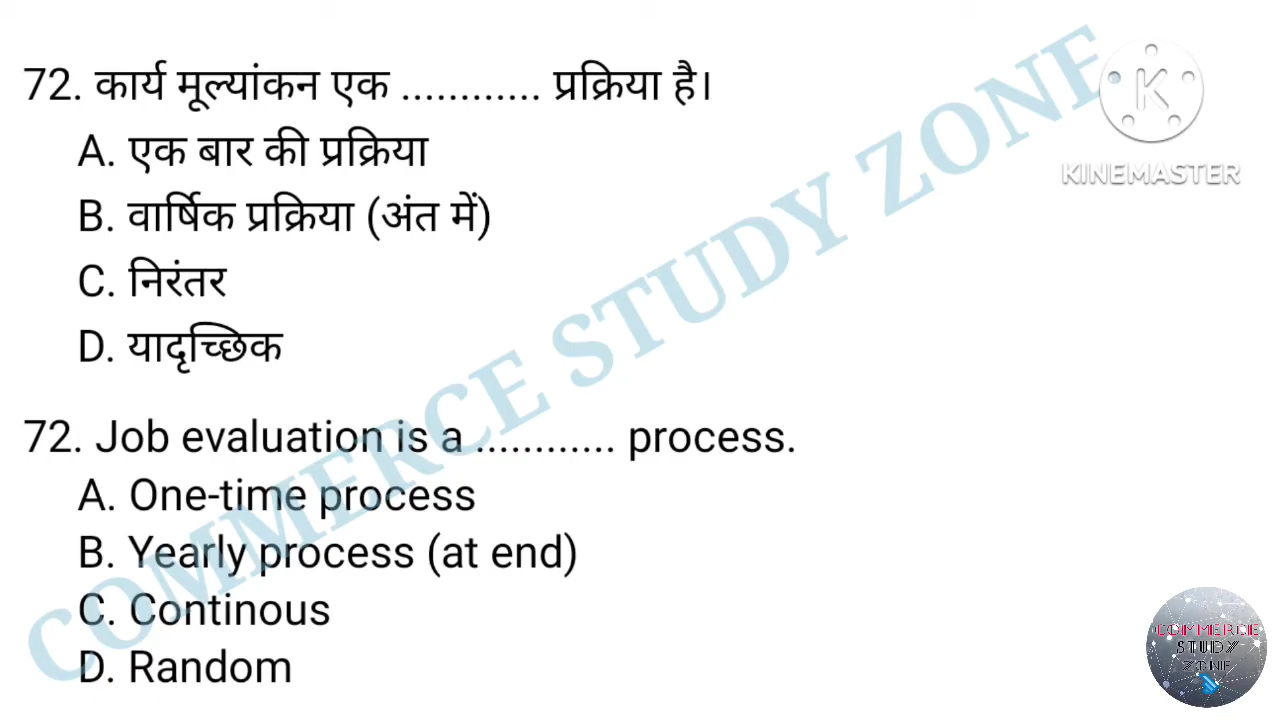 72. कार्य मूल्यांकन एक ............ प्रक्रिया है।
A. एक बार की प्रक्रिया
B. वार्षिक प्रक्रिया (अंत में)
C. निरंतर
D. यादृच्छिक
72. Job evaluation is a ............ process.
A. One-time process
B. Yearly process (at end)
C. Continous
D. Random
COMMERCE STUDY ZONE
K
KINEMASTER
COMMERCE
STUDY
ZONE